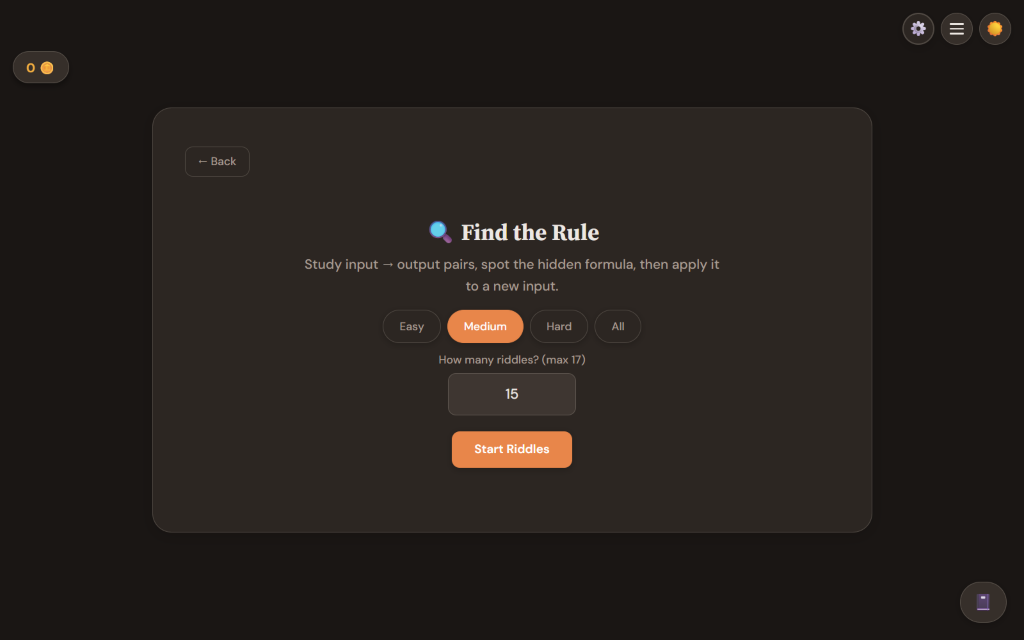 0
← Back
Find the Rule
Study input → output pairs, spot the hidden formula, then apply it
to a new input.
Easy
Medium
Hard
All
How many riddles? (max 17)
15
Start Riddles